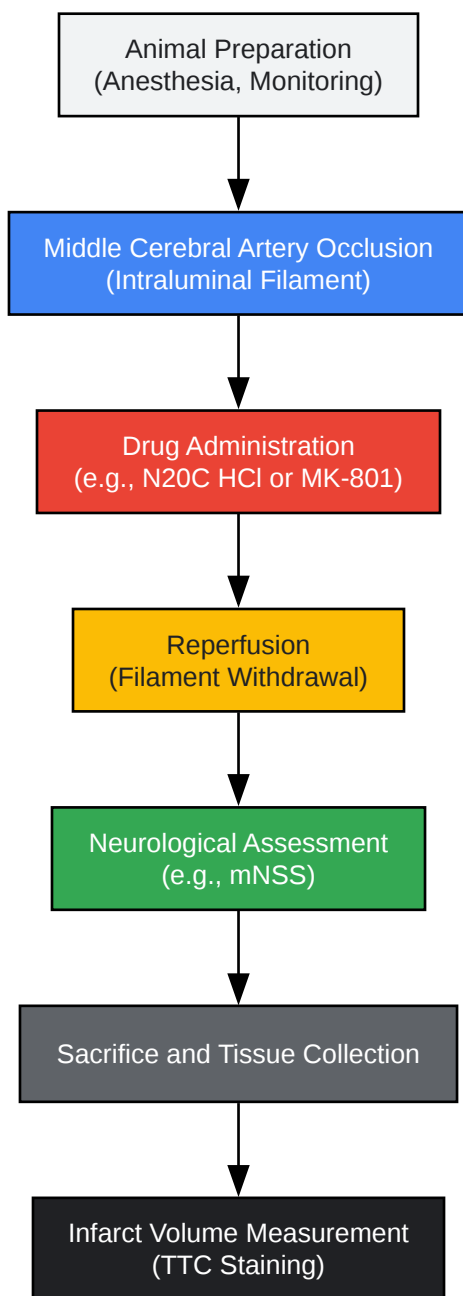 Animal Preparation
(Anesthesia, Monitoring)
Middle Cerebral Artery Occlusion
(Intraluminal Filament)
Drug Administration
(e.g., N20C HCl or MK-801)
Reperfusion
(Filament Withdrawal)
Neurological Assessment
(e.g., mNSS)
Sacrifice and Tissue Collection
Infarct Volume Measurement
(TTC Staining)